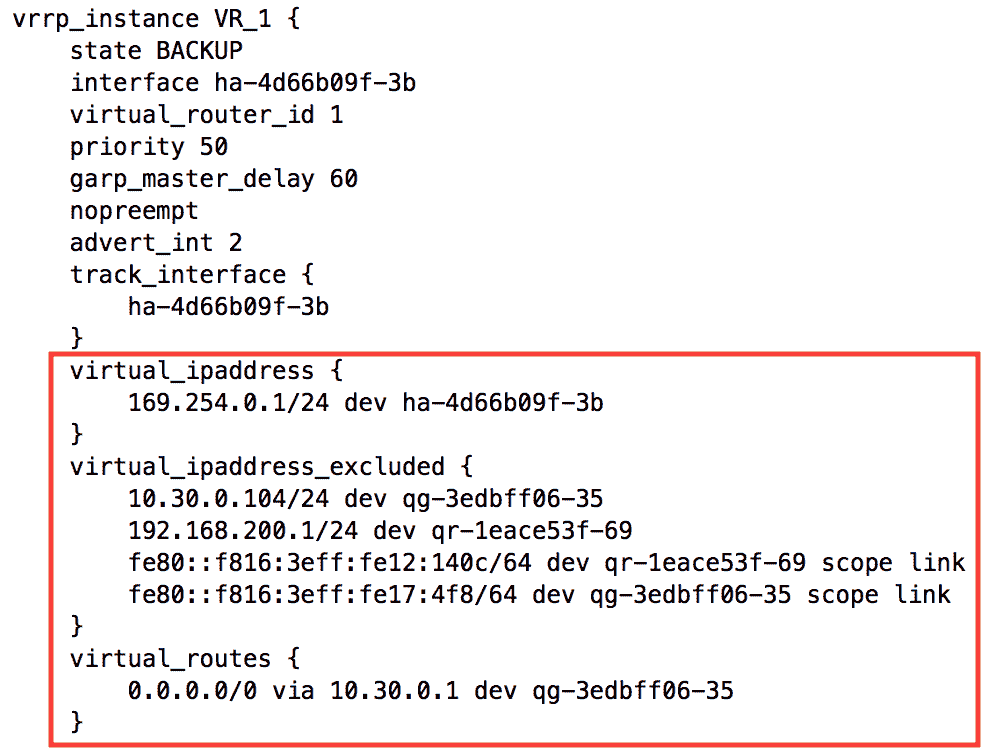 vrrp_instance VR_1 {
    state BACKUP
    interface ha-4d66b09f-3b
    virtual_router_id 1
    priority 50
    garp_master_delay 60
    nopreempt
    advert_int 2
    track_interface {
        ha-4d66b09f-3b
    }
    virtual_ipaddress {
        169.254.0.1/24 dev ha-4d66b09f-3b
    }
    virtual_ipaddress_excluded {
        10.30.0.104/24 dev qg-3edbff06-35
        192.168.200.1/24 dev qr-1eace53f-69
        fe80::f816:3eff:fe12:140c/64 dev qr-1eace53f-69 scope link
        fe80::f816:3eff:fe17:4f8/64 dev qg-3edbff06-35 scope link
    }
    virtual_routes {
        0.0.0.0/0 via 10.30.0.1 dev qg-3edbff06-35
    }